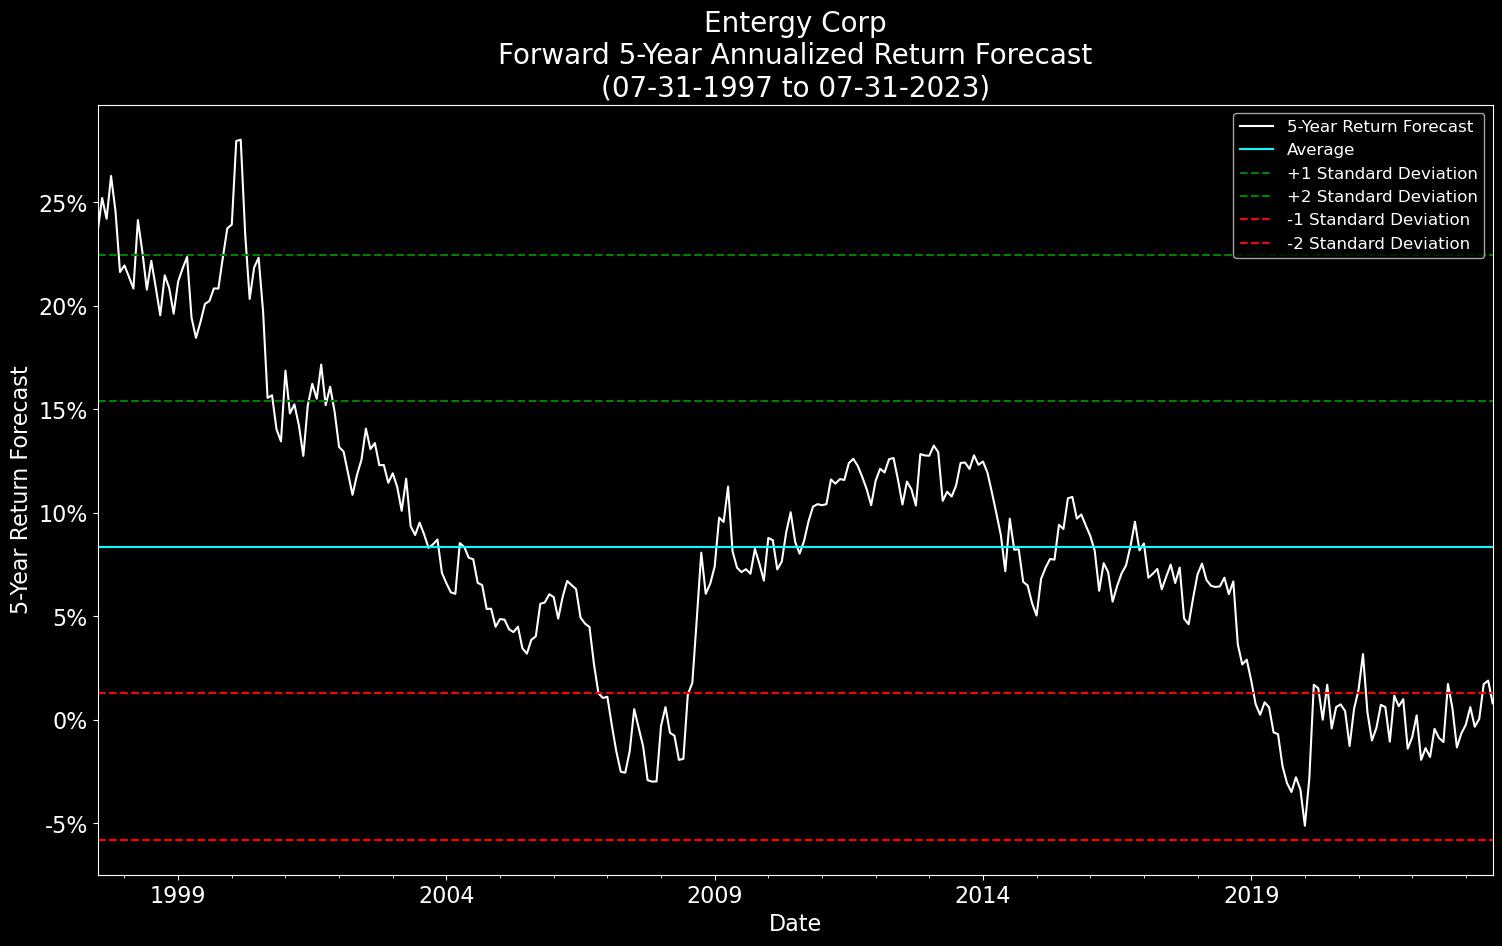 Entergy Corp
Forward 5-Year Annualized Return Forecast
(07-31-1997 to 07-31-2023)
5-Year Return Forecast
Average
+1 Standard Deviation
+2 Standard Deviation
-1 Standard Deviation
-2 Standard Deviation
25%
20%
15%
10%
5%
0%
-5%
5-Year Return Forecast
1999 2004 2009 2014 2019
Date